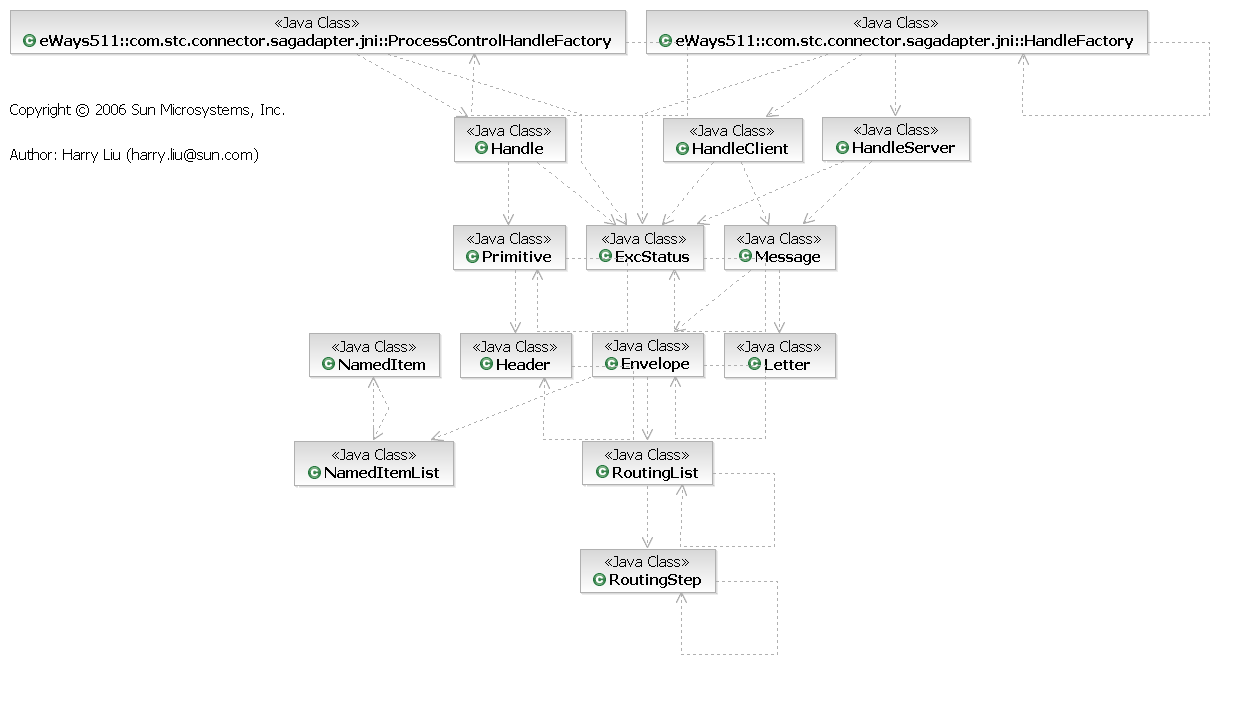 «Java Class»
eWays511::com.stc.connector.sagadapter.jni::ProcessControlHandleFactory
«Java Class»
eWays511::com.stc.connector.sagadapter.jni::HandleFactory
Copyright © 2006 Sun Microsystems, Inc.
Author: Harry Liu (harry.liu@sun.com)
«Java Class»
Handle
«Java Class»
HandleClient
«Java Class»
HandleServer
«Java Class»
Primitive
«Java Class»
ExcStatus
«Java Class»
Message
«Java Class»
NamedItem
«Java Class»
Header
«Java Class»
Envelope
«Java Class»
Letter
«Java Class»
NamedItemList
«Java Class»
RoutingList
«Java Class»
RoutingStep